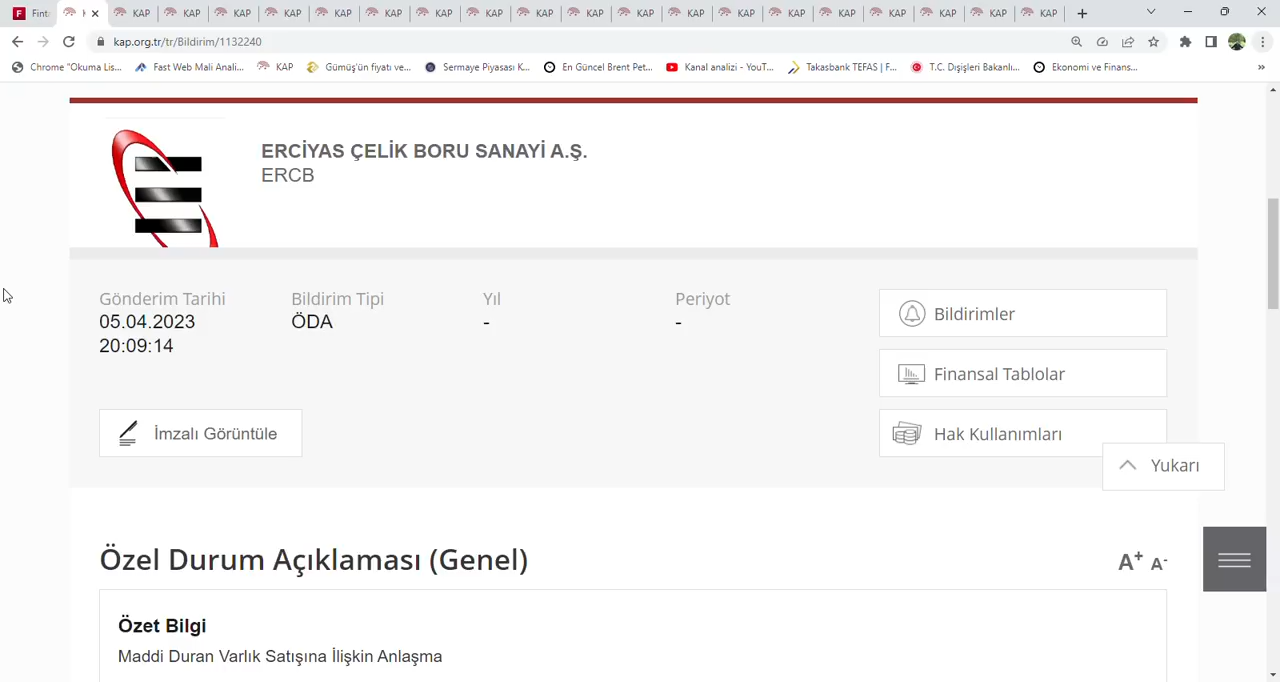 Fint
KAP KAP KAP KAP KAP KAP KAP KAP KAP KAP KAP KAP KAP KAP KAP KAP KAP KAP KAP
kap.org.tr/tr/Bildirim/1132240
Chrome "Okuma Lis... Fast Web Mali Anali... KAP Gümüş'ün fiyatı ve... Sermaye Piyasası K... En Güncel Brent Pet... Kanal analizi - YouT... Takasbank TEFAS | F... T.C. Dışişleri Bakanlı... Ekonomi ve Finans... »
ERCİYAS ÇELİK BORU SANAYİ A.Ş.
ERCB
Gönderim Tarihi Bildirim Tipi Yıl Periyot
05.04.2023 ÖDA - -
20:09:14
Bildirimler
Finansal Tablolar
İmzalı Görüntüle Hak Kullanımları
Yukarı
Özel Durum Açıklaması (Genel) A+ A-
Özet Bilgi
Maddi Duran Varlık Satışına İlişkin Anlaşma